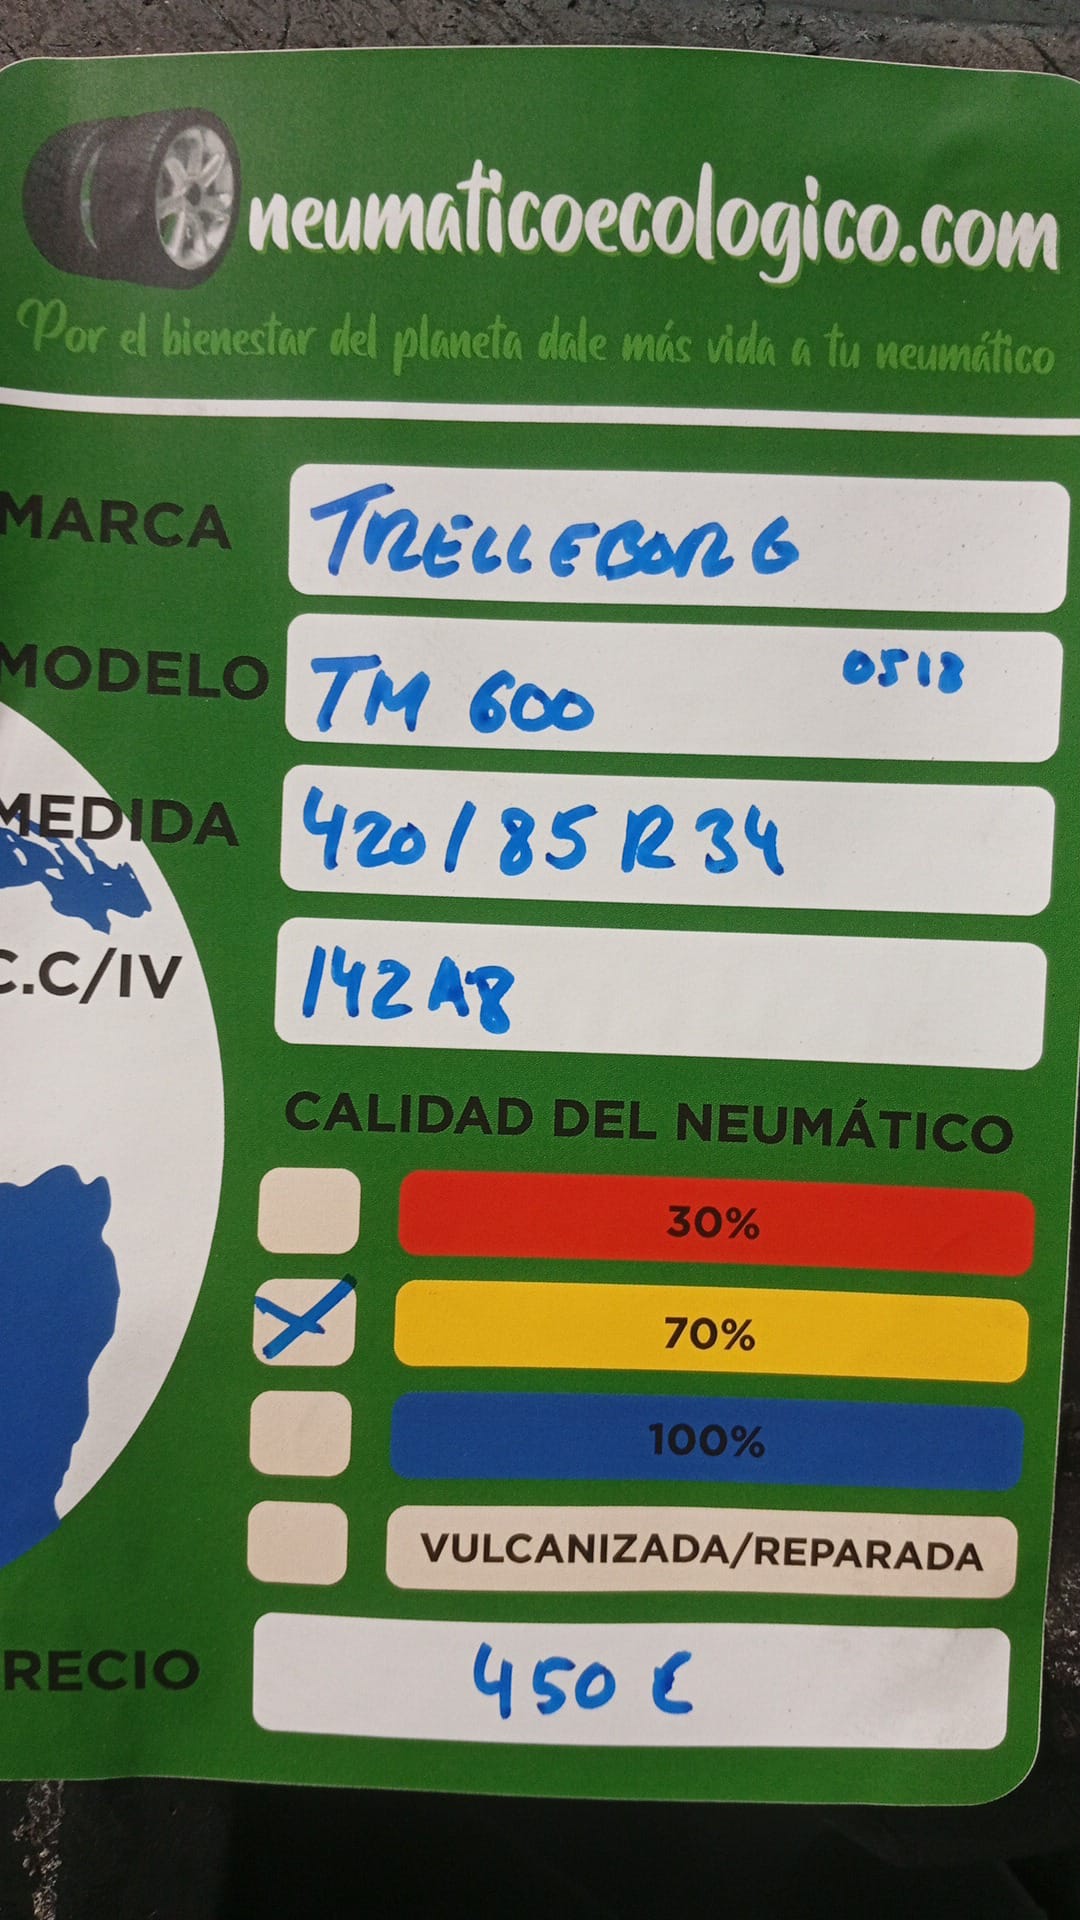 neumaticoecologico.com
Por el bienestar del planeta dale más vida a tu neumático
MARCA TRELLEBORG
MODELO TM 600 0518
MEDIDA 420/85 R 34
C.C/IV 142 A8
CALIDAD DEL NEUMÁTICO
30%
70%
100%
VULCANIZADA/REPARADA
RECIO 450 €